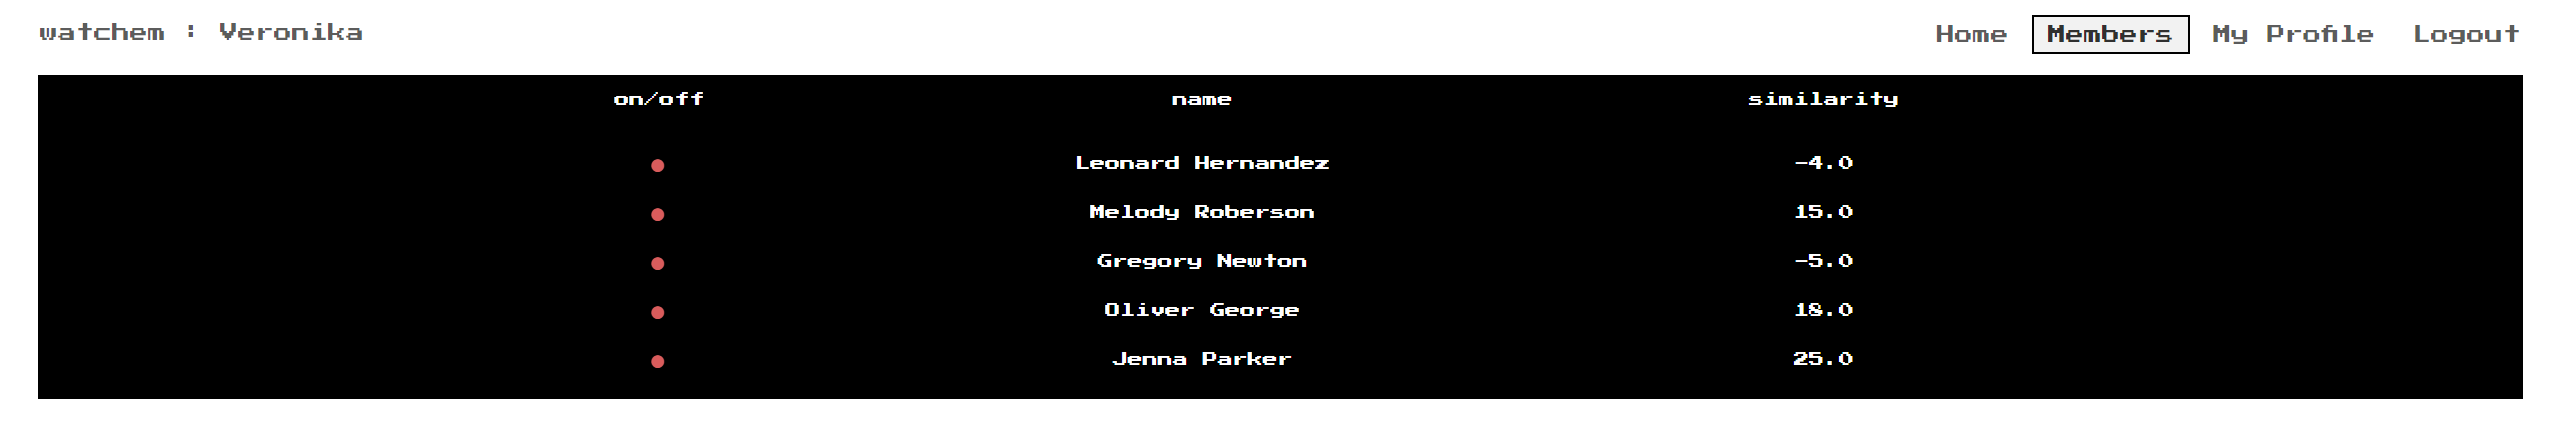 watchem : Veronika Home Members My Profile Logout
on/off name similarity
Leonard Hernandez -4.0
Melody Roberson 15.0
Gregory Newton -5.0
Oliver George 18.0
Jenna Parker 25.0